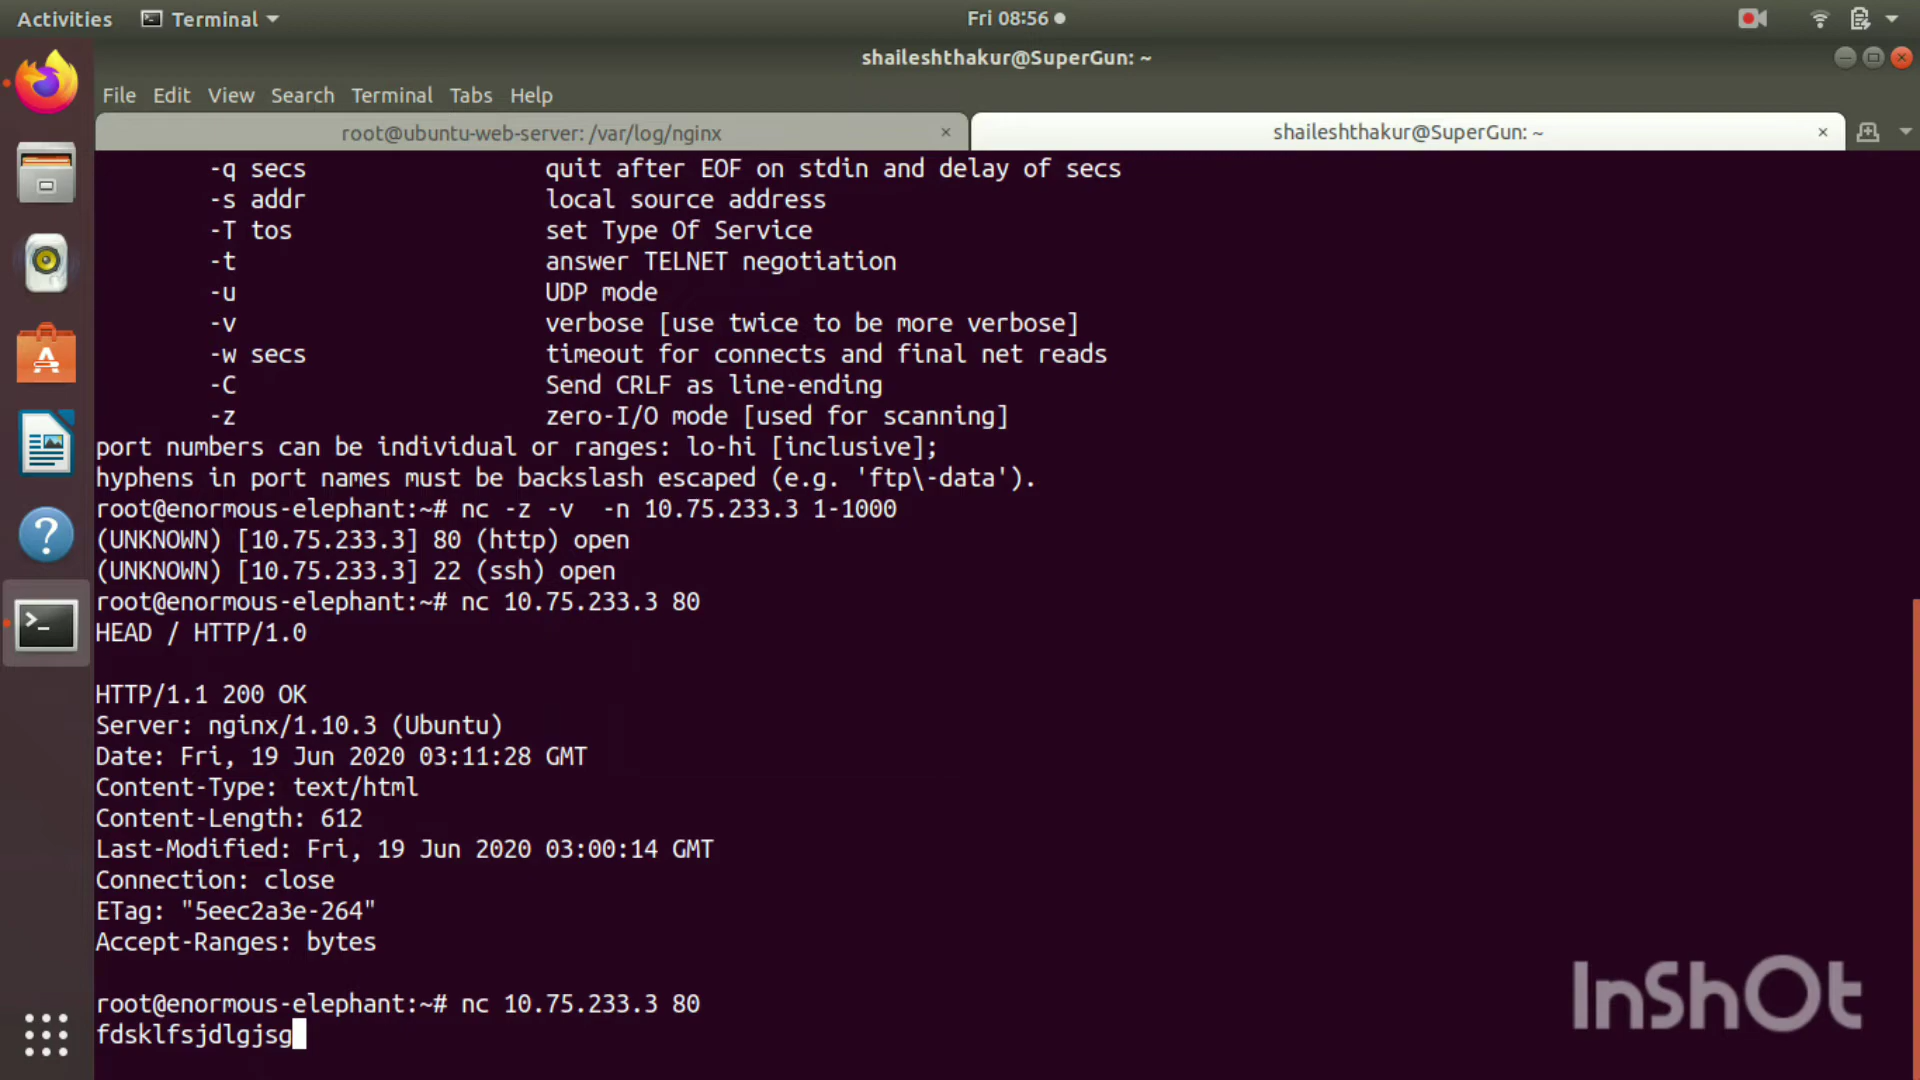 Activities
Terminal
Fri 08:56
shaileshthakur@SuperGun: ~
File Edit View Search Terminal Tabs Help
root@ubuntu-web-server: /var/log/nginx
shaileshthakur@SuperGun: ~
-q secs quit after EOF on stdin and delay of secs
-s addr local source address
-T tos set Type Of Service
-t answer TELNET negotiation
-u UDP mode
-v verbose [use twice to be more verbose]
-w secs timeout for connects and final net reads
-C Send CRLF as line-ending
-z zero-I/O mode [used for scanning]
port numbers can be individual or ranges: lo-hi [inclusive];
hyphens in port names must be backslash escaped (e.g. 'ftp\-data').
root@enormous-elephant:~# nc -z -v  -n 10.75.233.3 1-1000
(UNKNOWN) [10.75.233.3] 80 (http) open
(UNKNOWN) [10.75.233.3] 22 (ssh) open
root@enormous-elephant:~# nc 10.75.233.3 80
HEAD / HTTP/1.0
HTTP/1.1 200 OK
Server: nginx/1.10.3 (Ubuntu)
Date: Fri, 19 Jun 2020 03:11:28 GMT
Content-Type: text/html
Content-Length: 612
Last-Modified: Fri, 19 Jun 2020 03:00:14 GMT
Connection: close
ETag: "5eec2a3e-264"
Accept-Ranges: bytes
root@enormous-elephant:~# nc 10.75.233.3 80
fdsklfsjdlgjsg
InShOt